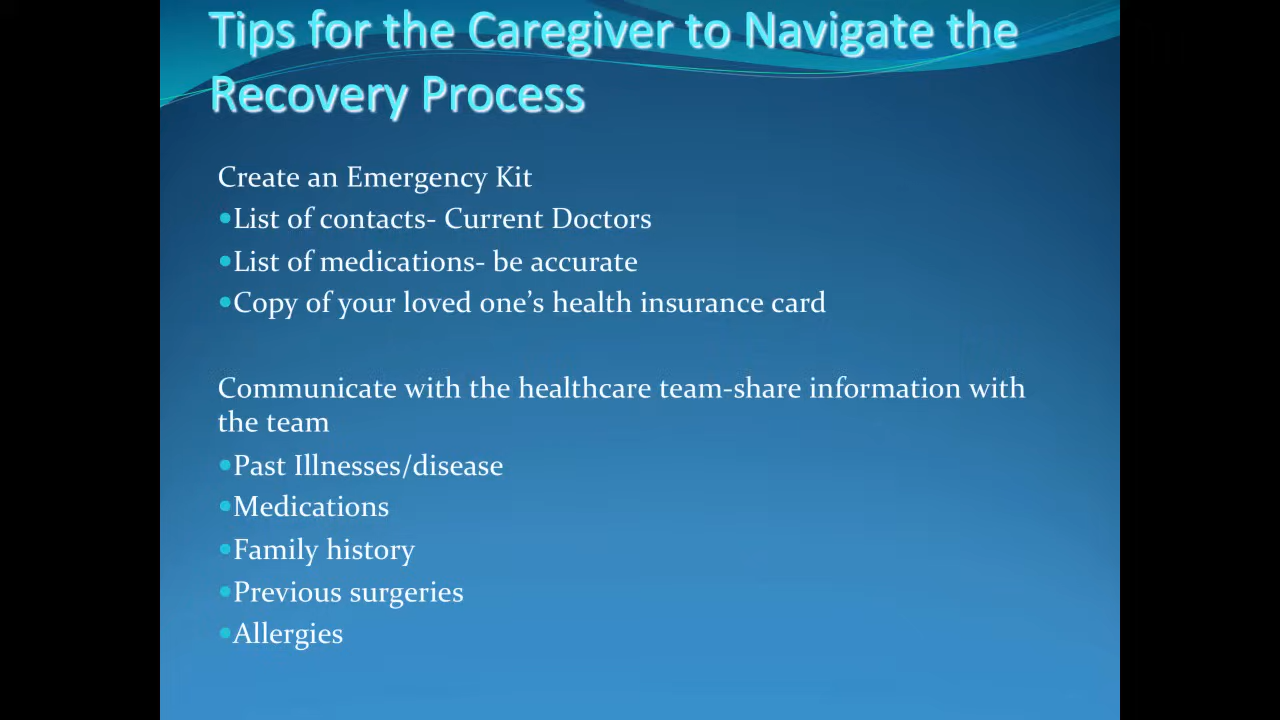 Tips for the Caregiver to Navigate the
Recovery Process
Create an Emergency Kit
•List of contacts- Current Doctors
•List of medications- be accurate
•Copy of your loved one’s health insurance card
Communicate with the healthcare team-share information with
the team
•Past Illnesses/disease
•Medications
•Family history
•Previous surgeries
•Allergies